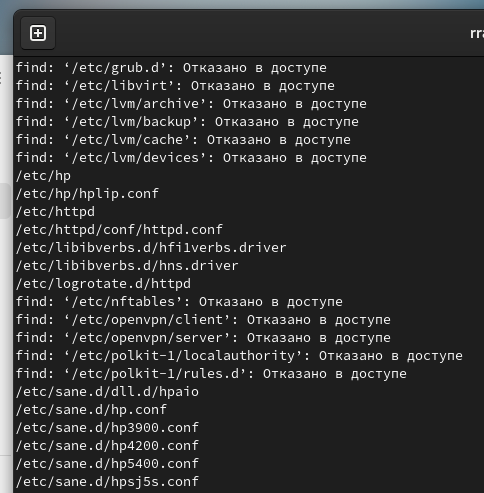 rra
find: ‘/etc/grub.d’: Отказано в доступе
find: ‘/etc/libvirt’: Отказано в доступе
find: ‘/etc/lvm/archive’: Отказано в доступе
find: ‘/etc/lvm/backup’: Отказано в доступе
find: ‘/etc/lvm/cache’: Отказано в доступе
find: ‘/etc/lvm/devices’: Отказано в доступе
/etc/hp
/etc/hp/hplip.conf
/etc/httpd
/etc/httpd/conf/httpd.conf
/etc/libibverbs.d/hfi1verbs.driver
/etc/libibverbs.d/hns.driver
/etc/logrotate.d/httpd
find: ‘/etc/nftables’: Отказано в доступе
find: ‘/etc/openvpn/client’: Отказано в доступе
find: ‘/etc/openvpn/server’: Отказано в доступе
find: ‘/etc/polkit-1/localauthority’: Отказано в доступе
find: ‘/etc/polkit-1/rules.d’: Отказано в доступе
/etc/sane.d/dll.d/hpaio
/etc/sane.d/hp.conf
/etc/sane.d/hp3900.conf
/etc/sane.d/hp4200.conf
/etc/sane.d/hp5400.conf
/etc/sane.d/hpsj5s.conf